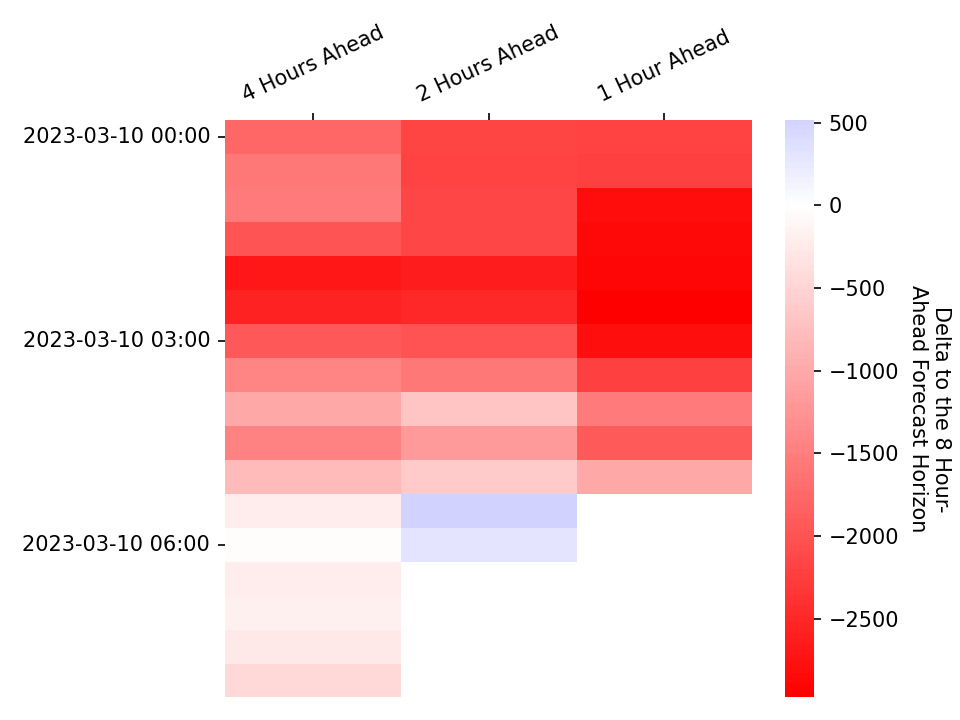 4 Hours Ahead
2 Hours Ahead
1 Hour Ahead
2023-03-10 00:00
2023-03-10 03:00
2023-03-10 06:00
500
0
−500
−1000
−1500
−2000
−2500
Delta to the 8 Hour-
Ahead Forecast Horizon